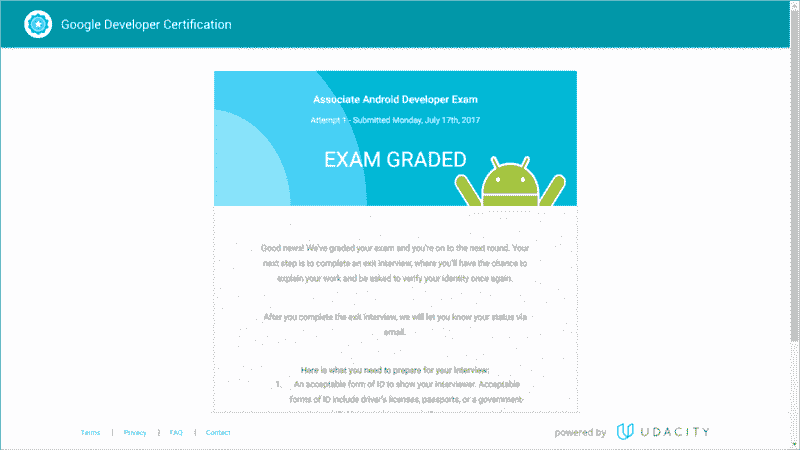 Google Developer Certification
Associate Android Developer Exam
Attempt 1 - Submitted Monday, July 17th, 2017
EXAM GRADED
Good news! We've graded your exam and you're on to the next round. Your
next step is to complete an exit interview, where you'll have the chance to
explain your work and be asked to verify your identity once again.
After you complete the exit interview, we will let you know your status via
email.
Here is what you need to prepare for your interview:
1. An acceptable form of ID to show your interviewer. Acceptable
forms of ID include driver's licenses, passports, or a government-
Terms | Privacy | FAQ | Contact
powered by UDACITY